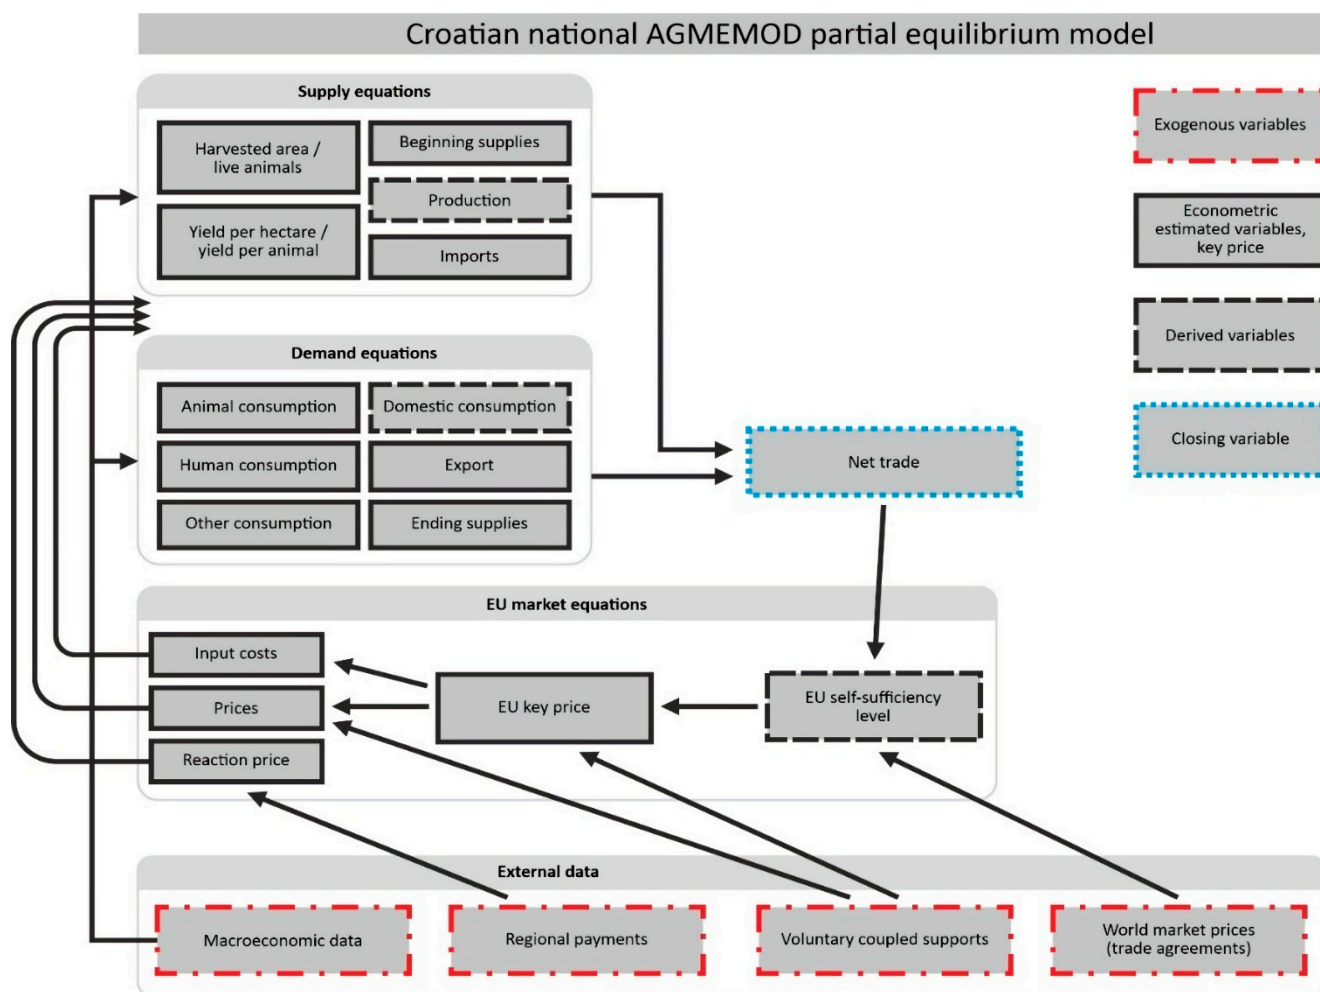 Croatian national AGMEMOD partial equilibrium model
Supply equations
Harvested area /
live animals
Beginning supplies
Production
Yield per hectare /
yield per animal
Imports
Exogenous variables
Econometric
estimated variables,
key price
Derived variables
Closing variable
Demand equations
Animal consumption
Domestic consumption
Human consumption
Export
Other consumption
Ending supplies
Net trade
EU market equations
Input costs
Prices
Reaction price
EU key price
EU self-sufficiency
level
External data
Macroeconomic data
Regional payments
Voluntary coupled supports
World market prices
(trade agreements)